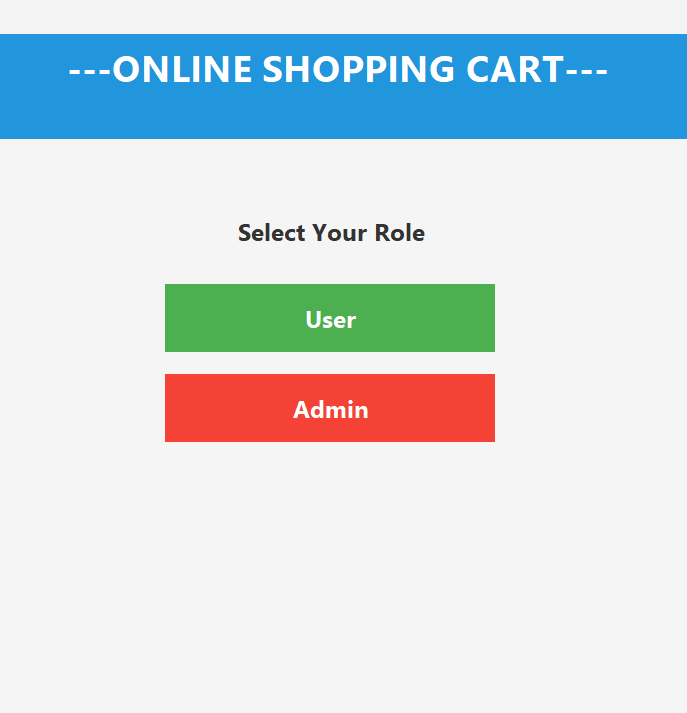 ---ONLINE SHOPPING CART---
Select Your Role
User
Admin